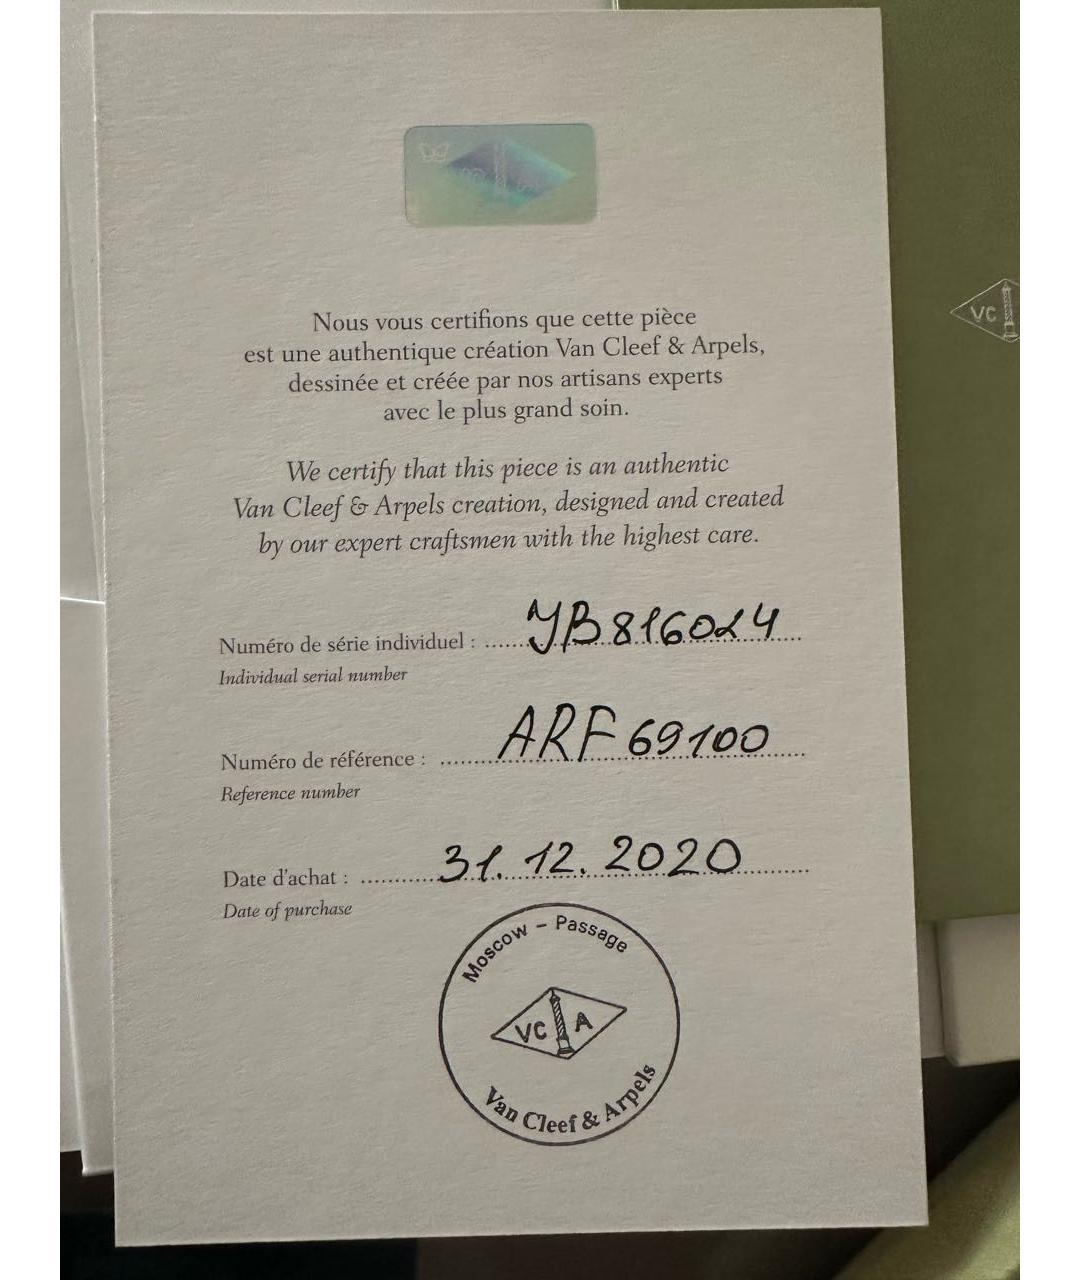 Nous vous certifions que cette pièce
est une authentique création Van Cleef & Arpels,
dessinée et créée par nos artisans experts
avec le plus grand soin.
We certify that this piece is an authentic
Van Cleef & Arpels creation, designed and created
by our expert craftsmen with the highest care.
Numéro de série individuel : JB816024
Individual serial number
Numéro de référence : ARF69100
Reference number
Date d'achat : 31.12.2020
Date of purchase
Moscow – Passage
VC A
Van Cleef & Arpels
VC